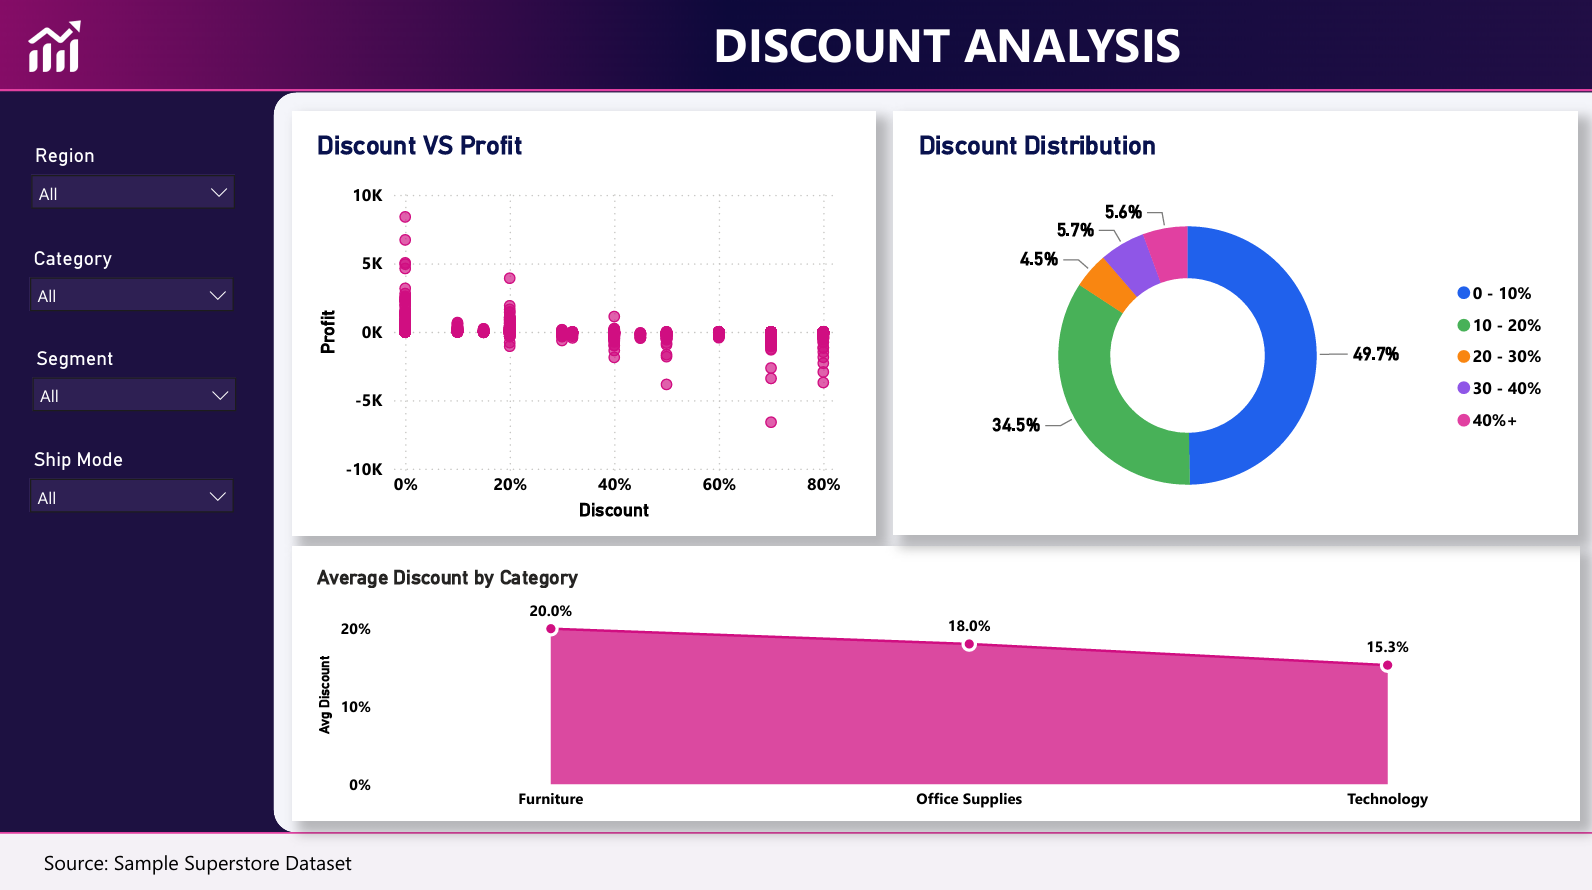 DISCOUNT ANALYSIS
Region
All
Category
All
Segment
All
Ship Mode
All
Discount VS Profit
10K
5K
0K
-5K
-10K
Profit
0%
20%
40%
60%
80%
Discount
Discount Distribution
5.6%
5.7%
4.5%
34.5%
49.7%
0 - 10%
10 - 20%
20 - 30%
30 - 40%
40%+
Average Discount by Category
20%
10%
0%
Avg Discount
20.0%
18.0%
15.3%
Furniture
Office Supplies
Technology
Source: Sample Superstore Dataset